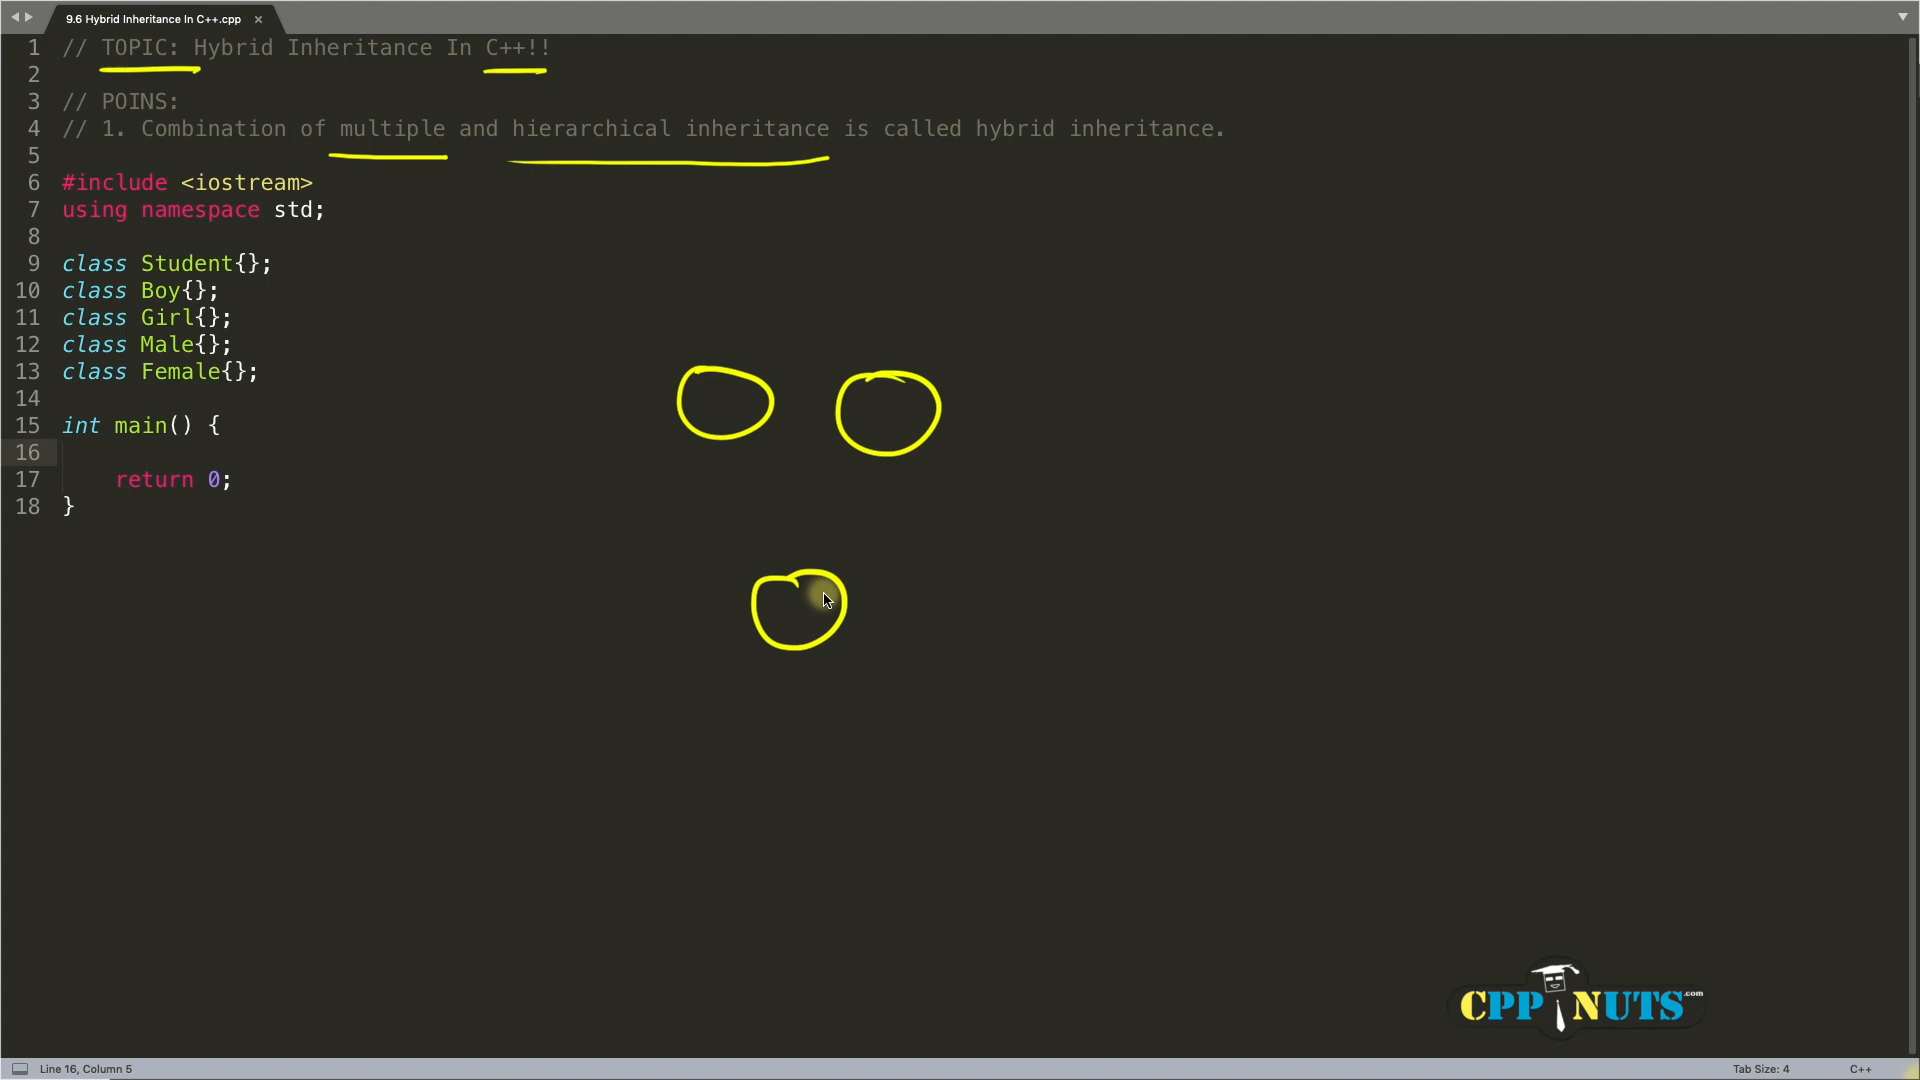 9.6 Hybrid Inheritance In C++.cpp ×
1 // TOPIC: Hybrid Inheritance In C++!!
2
3 // POINS:
4 // 1. Combination of multiple and hierarchical inheritance is called hybrid inheritance.
5
6 #include <iostream>
7 using namespace std;
8
9 class Student{};
10 class Boy{};
11 class Girl{};
12 class Male{};
13 class Female{};
14
15 int main() {
16
17 return 0;
18 }
CPP NUTS .com
Line 16, Column 5 Tab Size: 4 C++